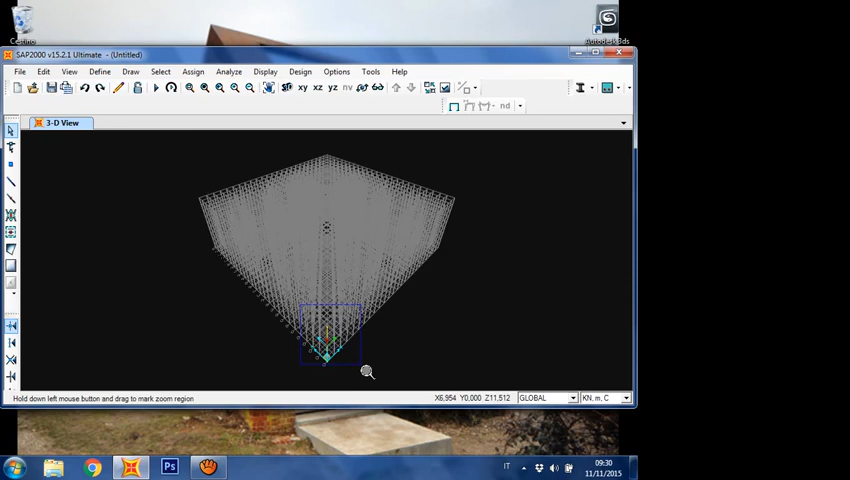 Cestino
Autodesk 3ds
SAP2000 v15.2.1 Ultimate - (Untitled)
File Edit View Define Draw Select Assign Analyze Display Design Options Tools Help
3D xy xz yz nv
nd
3-D View
Hold down left mouse button and drag to mark zoom region
X6,954 Y0,000 Z11,512
GLOBAL
KN, m, C
Ps
IT
09:30
11/11/2015